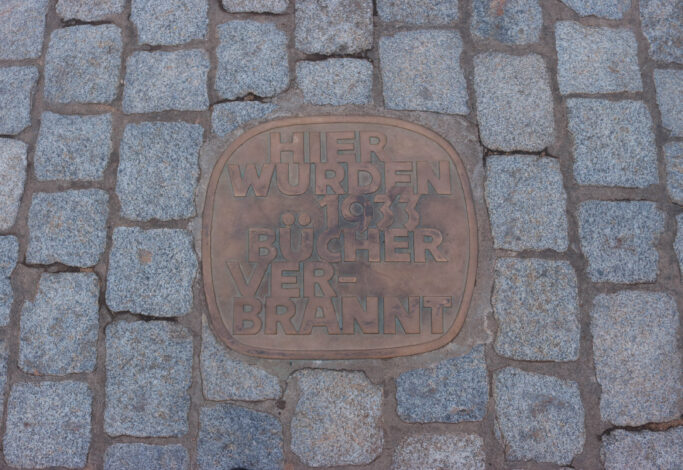 HIER
WURDEN
1933
BÜCHER
VER-
BRANNT